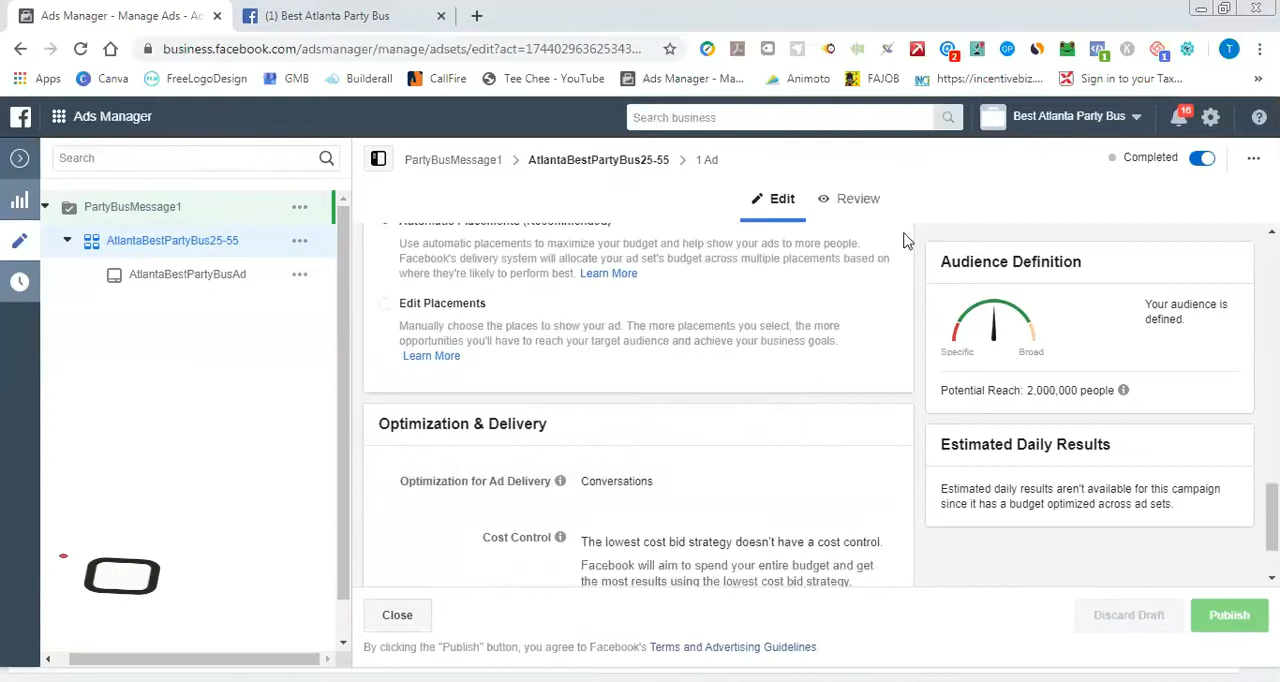 Ads Manager - Manage Ads - Ac
(1) Best Atlanta Party Bus
business.facebook.com/adsmanager/manage/adsets/edit?act=174402963625343...
Apps
Canva
FreeLogoDesign
GMB
Builderall
CallFire
Tee Chee - YouTube
Ads Manager - Ma...
Animoto
FAJOB
https://incentivebiz....
Sign in to your Tax...
Ads Manager
Search business
Best Atlanta Party Bus
16
Search
PartyBusMessage1 > AtlantaBestPartyBus25-55 > 1 Ad
Completed
Edit
Review
PartyBusMessage1
AtlantaBestPartyBus25-55
AtlantaBestPartyBusAd
Automatic Placements (Recommended)
Use automatic placements to maximize your budget and help show your ads to more people.
Facebook's delivery system will allocate your ad set's budget across multiple placements based on
where they're likely to perform best. Learn More
Edit Placements
Manually choose the places to show your ad. The more placements you select, the more
opportunities you'll have to reach your target audience and achieve your business goals.
Learn More
Optimization & Delivery
Optimization for Ad Delivery
Conversations
Cost Control
The lowest cost bid strategy doesn't have a cost control.
Facebook will aim to spend your entire budget and get
the most results using the lowest cost bid strategy.
Audience Definition
Your audience is
defined.
Specific
Broad
Potential Reach: 2,000,000 people
Estimated Daily Results
Estimated daily results aren't available for this campaign
since it has a budget optimized across ad sets.
Close
Discard Draft
Publish
By clicking the "Publish" button, you agree to Facebook's Terms and Advertising Guidelines.